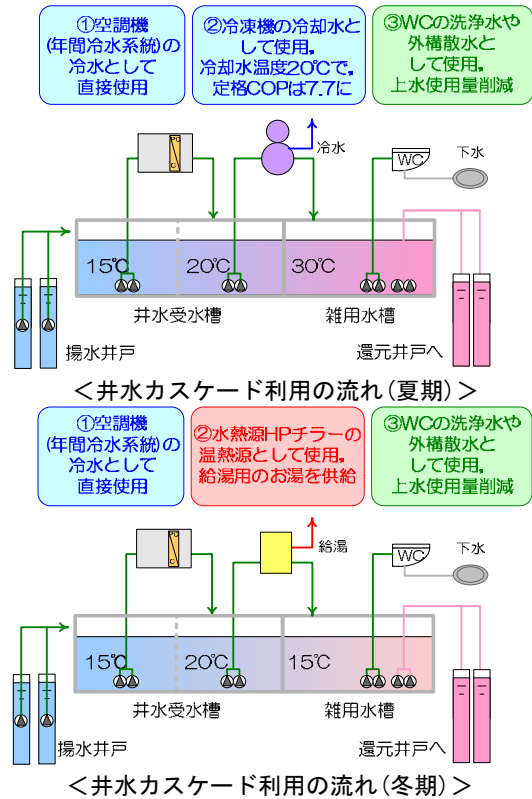 ①空調機
(年間冷水系統)の
冷水として
直接使用
②冷凍機の冷却水と
して使用。
冷却水温度20℃で、
定格COPは7.7に
③WCの洗浄水や
外構散水と
して使用。
上水使用量削減
冷水
WC
下水
15℃
20℃
30℃
井水受水槽
雑用水槽
揚水井戸
還元井戸へ
＜井水カスケード利用の流れ(夏期)＞
①空調機
(年間冷水系統)の
冷水として
直接使用
②水熱源HPチラーの
温熱源として使用。
給湯用のお湯を供給
③WCの洗浄水や
外構散水と
して使用。
上水使用量削減
給湯
WC
下水
15℃
20℃
15℃
井水受水槽
雑用水槽
揚水井戸
還元井戸へ
＜井水カスケード利用の流れ(冬期)＞